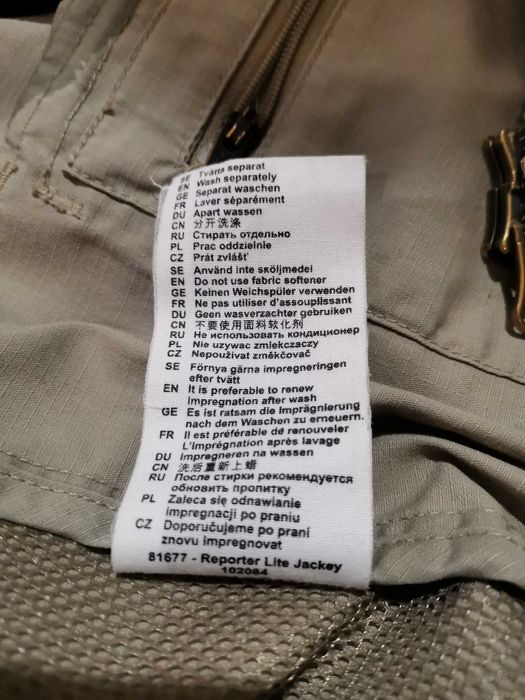 SE Tvätta separat
EN Wash separately
GE Separat waschen
FR Laver séparément
DU Apart wassen
CN 分开洗涤
RU Стирать отдельно
PL Prac oddzielnie
CZ Prát zvlášť
SE Använd inte sköljmedel
EN Do not use fabric softener
GE Keinen Weichspüler verwenden
FR Ne pas utiliser d'assouplissant
DU Geen wasverzachter gebruiken
CN 不要使用面料软化剂
RU Не использовать кондиционер
PL Nie uzywac zmiekczaczy
CZ Nepoužívat změkčovač
SE Förnya gärna impregneringen
efter tvätt
EN It is preferable to renew
Impregnation after wash
GE Es ist ratsam die Imprägnierung
nach dem Waschen zu erneuern.
FR Il est préférable de renouveler
L'imprégnation après lavage
DU Impregneren na wassen
CN 洗后重新上蜡
RU После стирки рекомендуется
обновить пропитку
PL Zaleca się odnawianie
impregnacji po praniu
CZ Doporučujeme po praní
znovu impregnovat
81677 - Reporter Lite Jackey
102084